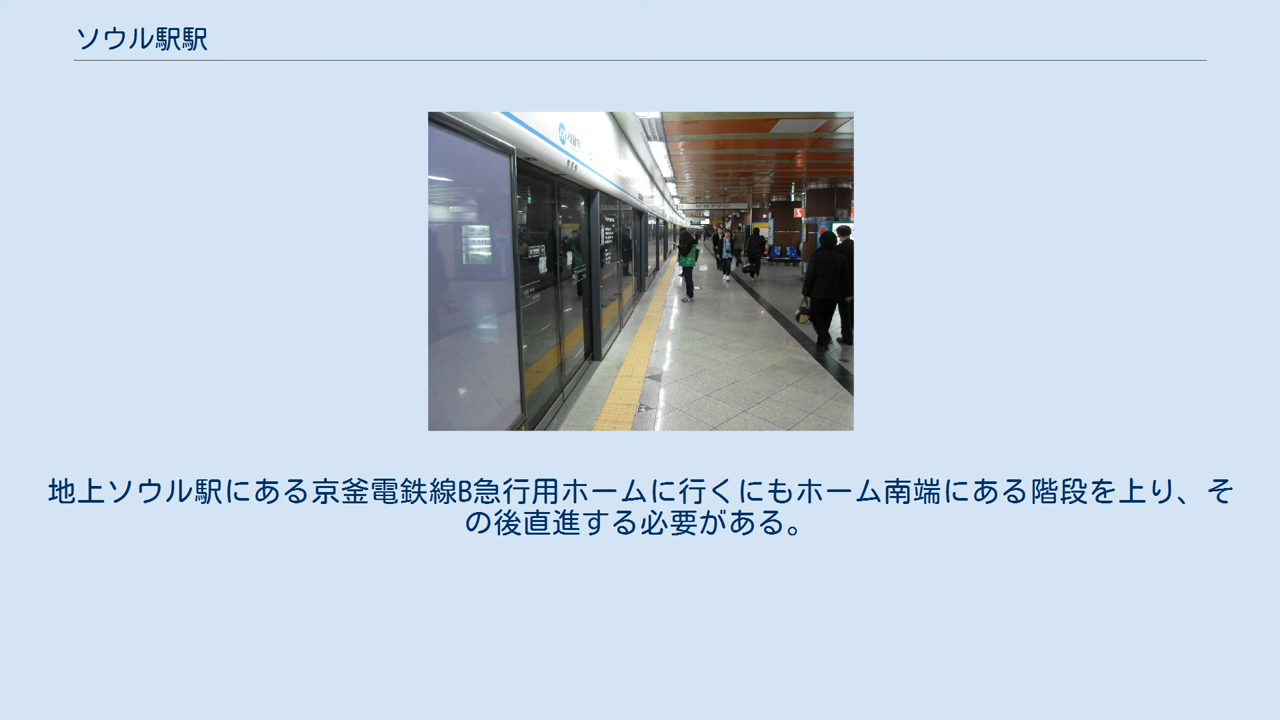 ソウル駅駅
地上ソウル駅にある京釜電鉄線B急行用ホームに行くにもホーム南端にある階段を上り、そ
の後直進する必要がある。